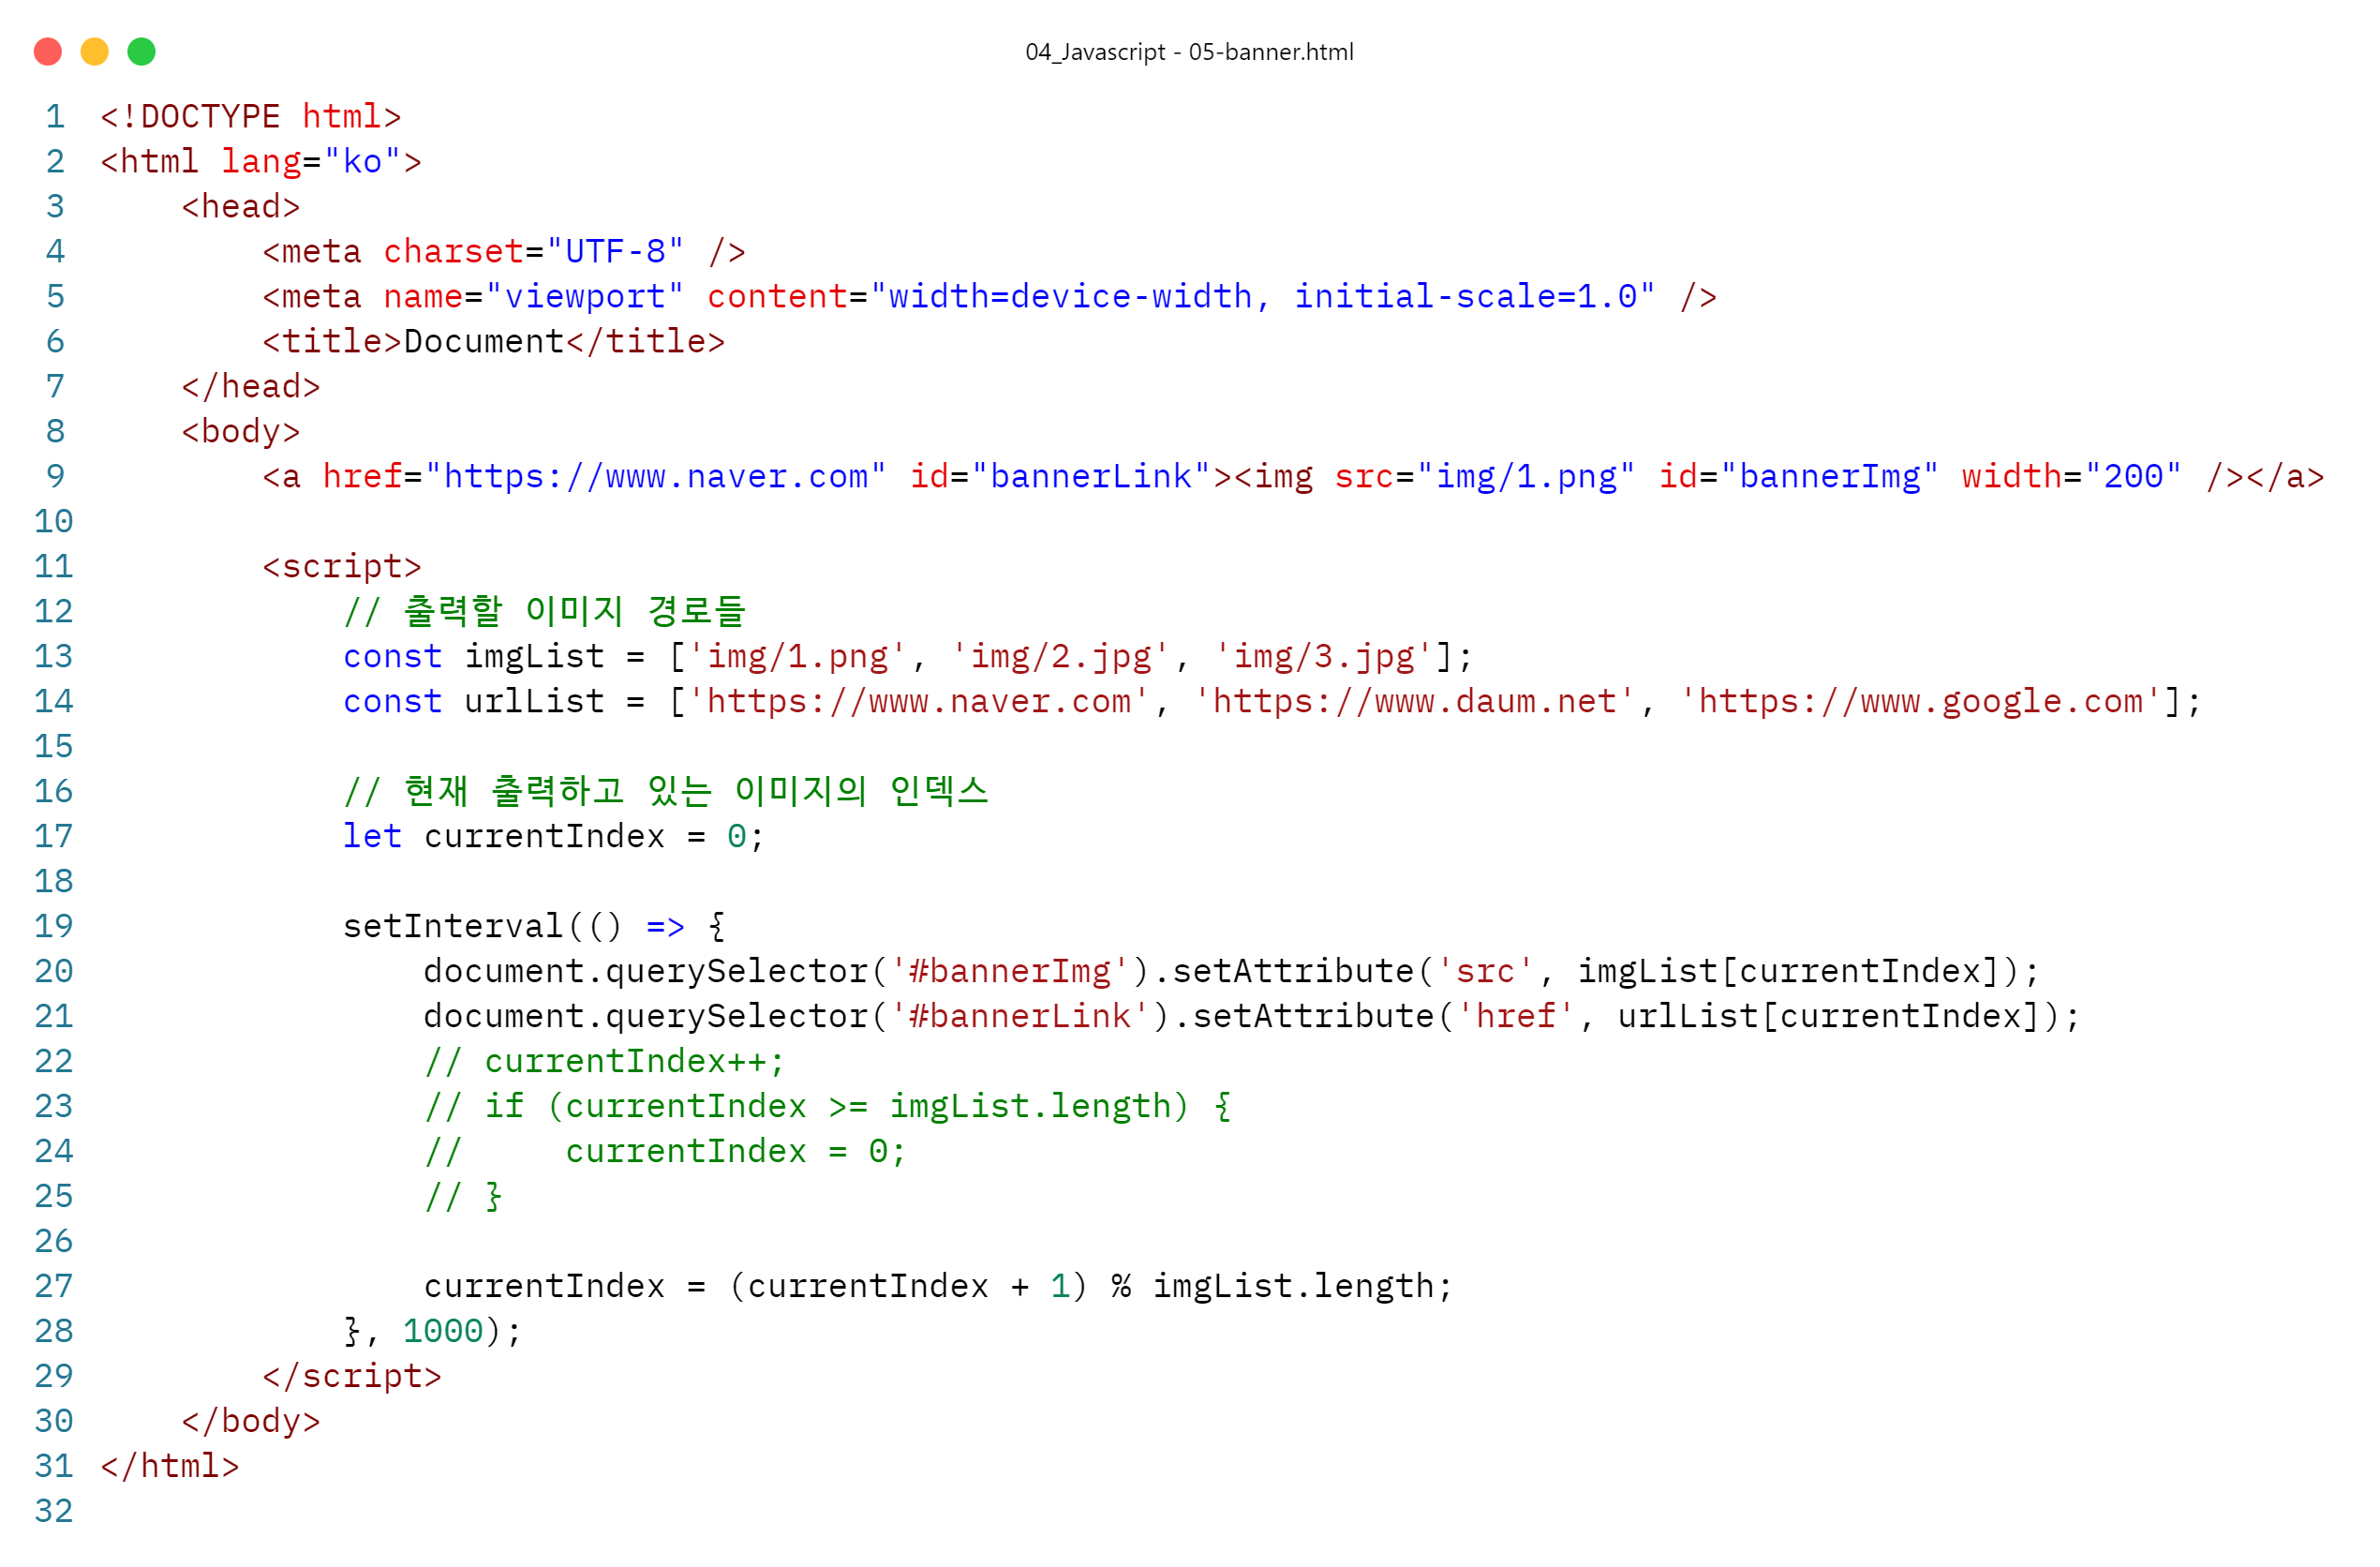 04_Javascript - 05-banner.html
1 <!DOCTYPE html>
2 <html lang="ko">
3     <head>
4         <meta charset="UTF-8" />
5         <meta name="viewport" content="width=device-width, initial-scale=1.0" />
6         <title>Document</title>
7     </head>
8     <body>
9         <a href="https://www.naver.com" id="bannerLink"><img src="img/1.png" id="bannerImg" width="200" /></a>
10
11         <script>
12             // 출력할 이미지 경로들
13             const imgList = ['img/1.png', 'img/2.jpg', 'img/3.jpg'];
14             const urlList = ['https://www.naver.com', 'https://www.daum.net', 'https://www.google.com'];
15
16             // 현재 출력하고 있는 이미지의 인덱스
17             let currentIndex = 0;
18
19             setInterval(() => {
20                 document.querySelector('#bannerImg').setAttribute('src', imgList[currentIndex]);
21                 document.querySelector('#bannerLink').setAttribute('href', urlList[currentIndex]);
22                 // currentIndex++;
23                 // if (currentIndex >= imgList.length) {
24                 //     currentIndex = 0;
25                 // }
26
27                 currentIndex = (currentIndex + 1) % imgList.length;
28             }, 1000);
29         </script>
30     </body>
31 </html>
32